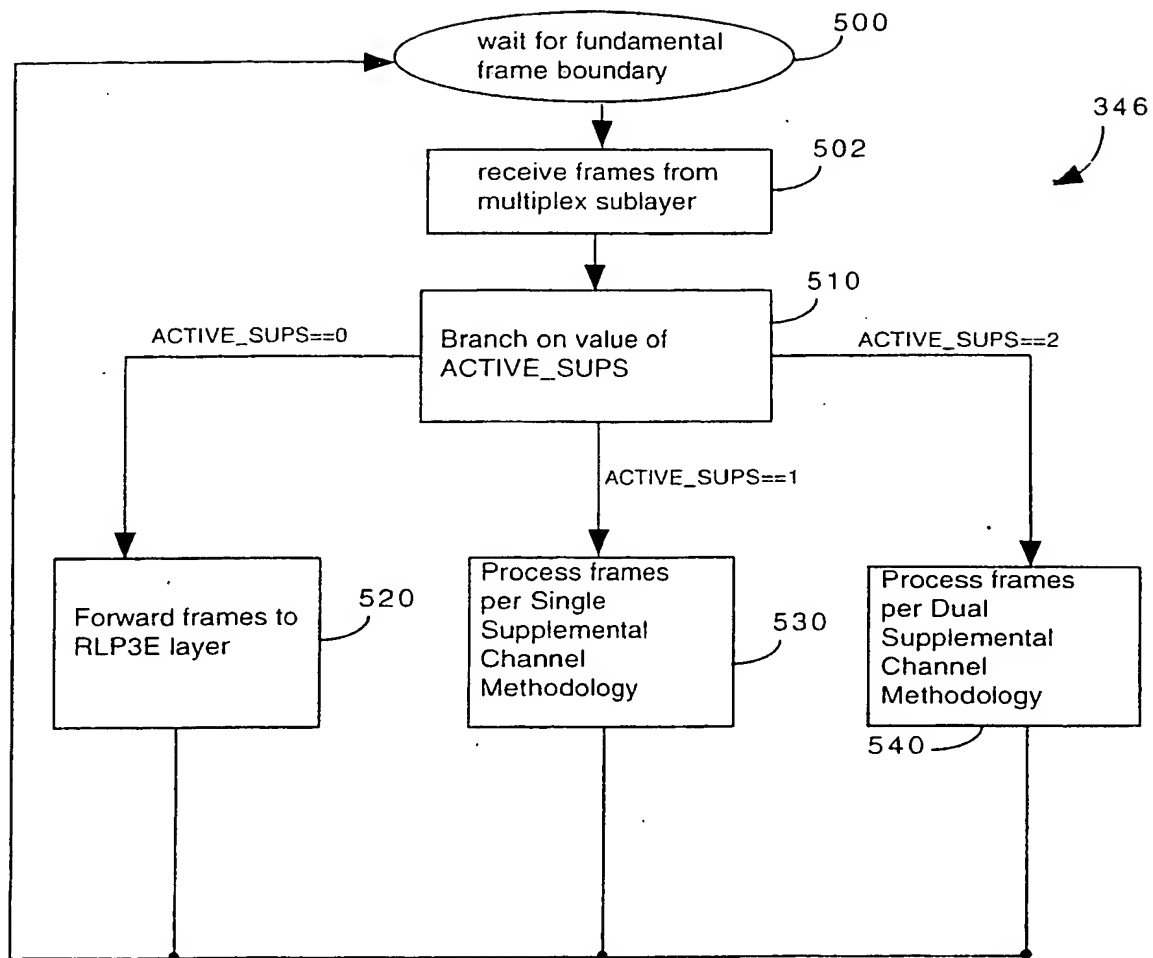 wait for fundamental
frame boundary
500
346
receive frames from
multiplex sublayer
502
510
ACTIVE_SUPS==0
Branch on value of
ACTIVE_SUPS
ACTIVE_SUPS==2
ACTIVE_SUPS==1
Forward frames to
RLP3E layer
520
Process frames
per Single
Supplemental
Channel
Methodology
530
Process frames
per Dual
Supplemental
Channel
Methodology
540